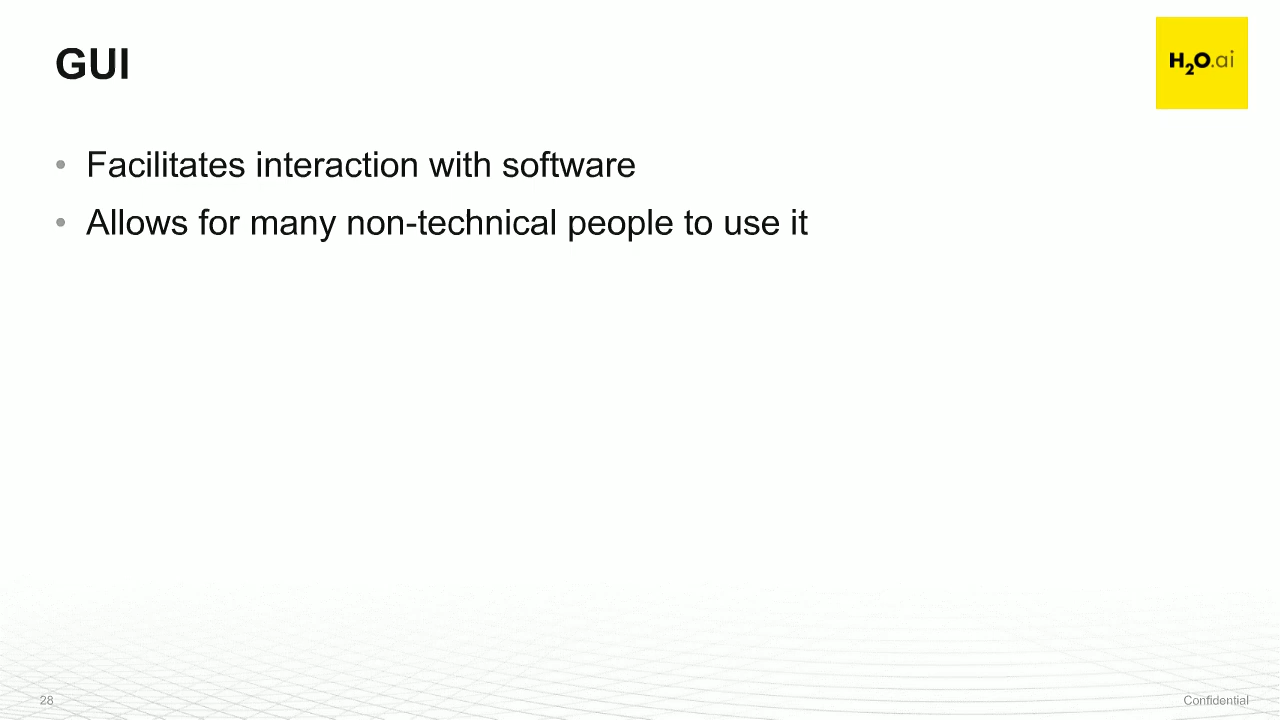 GUI
H2O.ai
• Facilitates interaction with software
• Allows for many non-technical people to use it
28
Confidential